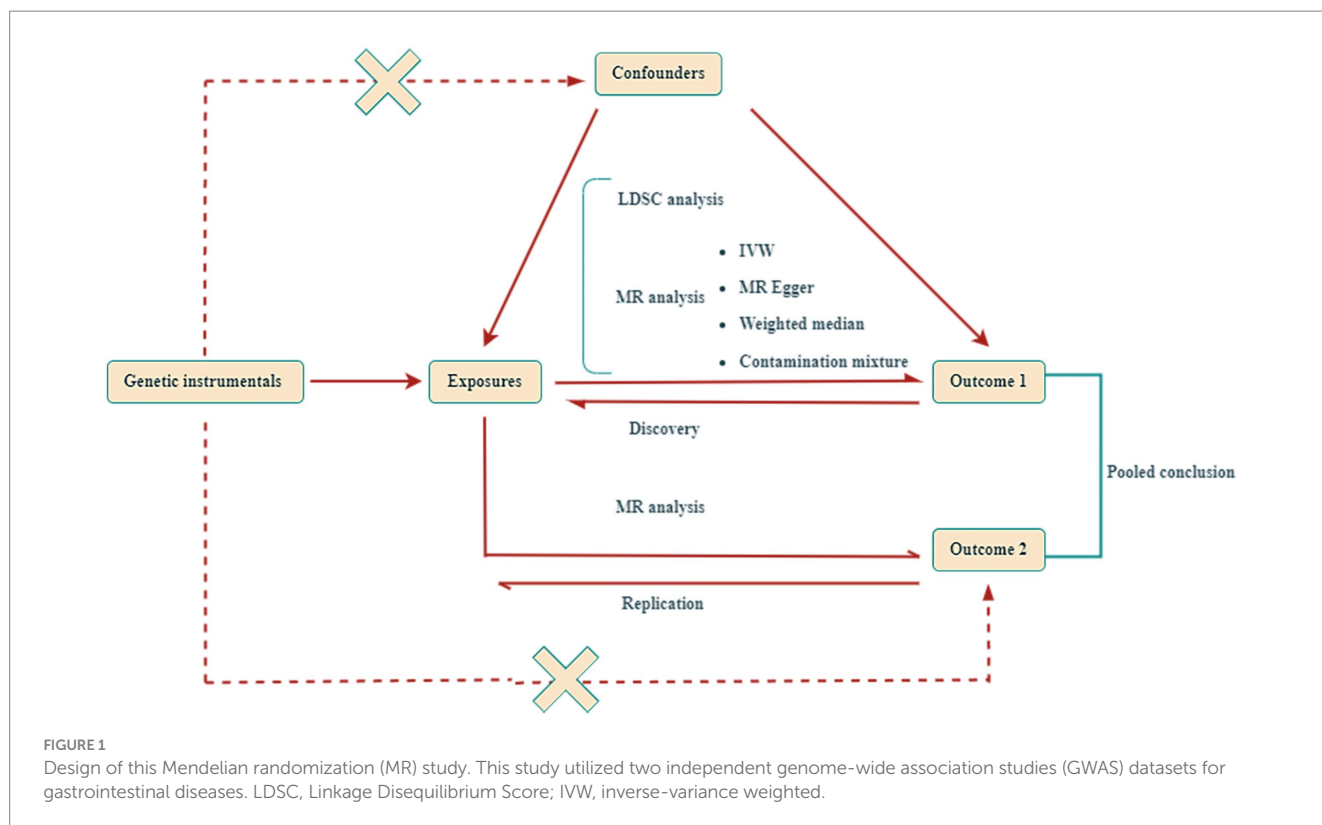 Confounders
LDSC analysis
• IVW
• MR Egger
MR analysis
• Weighted median
• Contamination mixture
Genetic instrumentals
Exposures
Outcome 1
Discovery
Pooled conclusion
MR analysis
Outcome 2
Replication
FIGURE 1
Design of this Mendelian randomization (MR) study. This study utilized two independent genome-wide association studies (GWAS) datasets for
gastrointestinal diseases. LDSC, Linkage Disequilibrium Score; IVW, inverse-variance weighted.